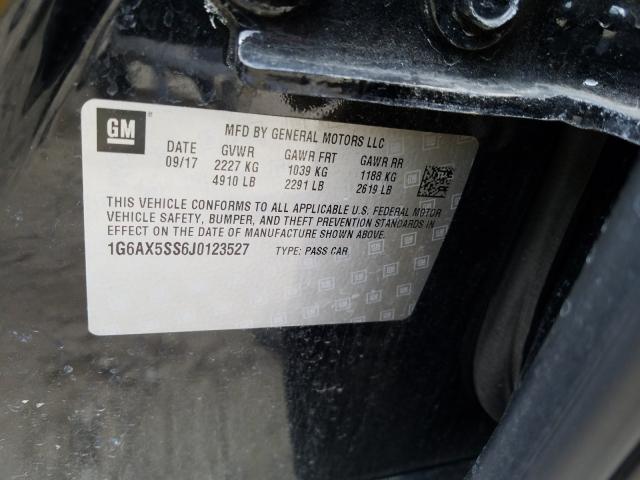 GM
MFD BY GENERAL MOTORS LLC
DATE GVWR GAWR FRT GAWR RR
09/17 2227 KG 1039 KG 1188 KG
4910 LB 2291 LB 2619 LB
THIS VEHICLE CONFORMS TO ALL APPLICABLE U.S. FEDERAL MOTOR
VEHICLE SAFETY, BUMPER, AND THEFT PREVENTION STANDARDS IN
EFFECT ON THE DATE OF MANUFACTURE SHOWN ABOVE.
1G6AX5SS6J0123527 TYPE: PASS CAR